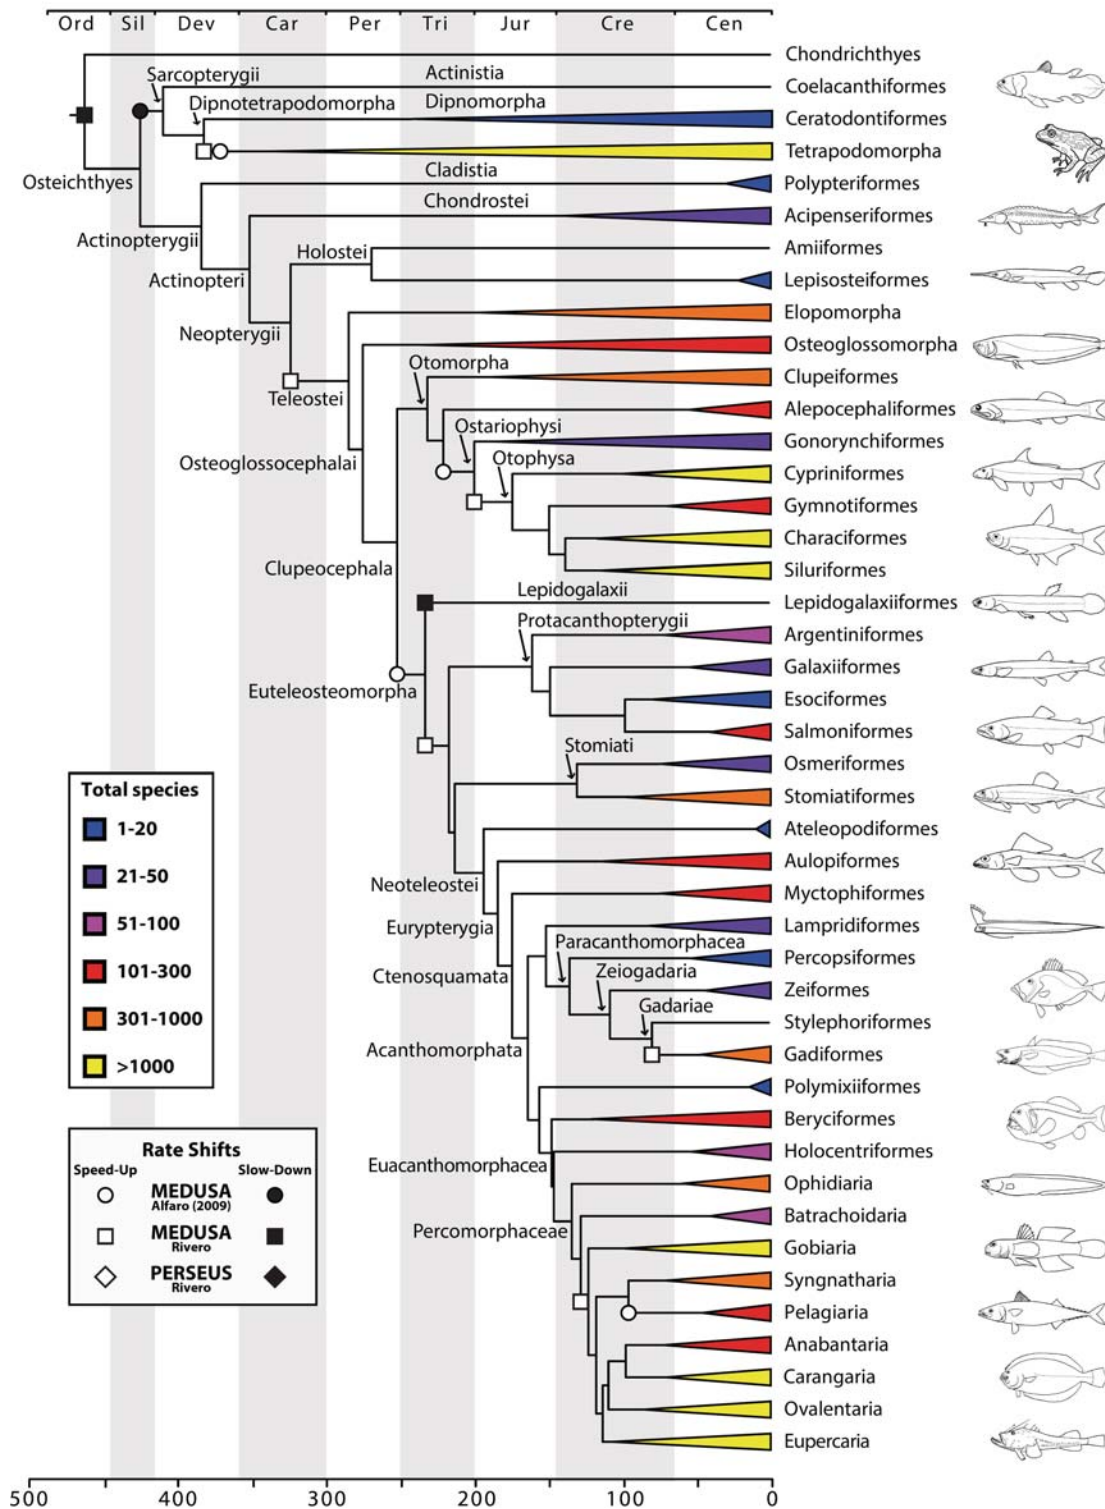 Ord Sil Dev Car Per Tri Jur Cre Cen
Chondrichthyes
Sarcopterygii
Actinistia
Coelacanthiformes
Dipnotetrapodomorpha
Dipnomorpha
Ceratodontiformes
Tetrapodomorpha
Osteichthyes
Cladistia
Polypteriformes
Chondrostei
Acipenseriformes
Actinopterygii
Holostei
Amiiformes
Actinopteri
Lepisosteiformes
Elopomorpha
Neopterygii
Osteoglossomorpha
Otomorpha
Clupeiformes
Teleostei
Alepocephaliformes
Ostariophysi
Gonorynchiformes
Osteoglossocephalai
Otophysa
Cypriniformes
Gymnotiformes
Characiformes
Clupeocephala
Siluriformes
Lepidogalaxii
Lepidogalaxiiformes
Protacanthopterygii
Argentiniformes
Galaxiiformes
Euteleosteomorpha
Esociformes
Salmoniformes
Stomiati
Osmeriformes
Stomiatiformes
Ateleopodiformes
Aulopiformes
Neoteleostei
Myctophiformes
Eurypterygia
Lampridiformes
Paracanthomorphacea
Percopsiformes
Ctenosquamata
Zeiogadaria
Zeiformes
Gadariae
Stylephoriformes
Acanthomorphata
Gadiformes
Polymixiiformes
Beryciformes
Holocentriformes
Euacanthomorphacea
Ophidiaria
Batrachoidaria
Percomorphaceae
Gobiaria
Syngnatharia
Pelagiaria
Anabantaria
Carangaria
Ovalentaria
Eupercaria
Total species
1-20
21-50
51-100
101-300
301-1000
>1000
Rate Shifts
Speed-Up Slow-Down
MEDUSA
Alfaro (2009)
MEDUSA
Rivero
PERSEUS
Rivero
500 400 300 200 100 0